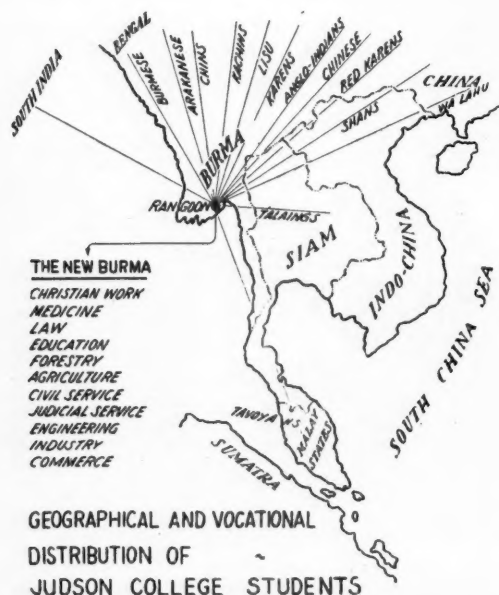 SOUTH INDIA
BENGAL
BURMESE
ARAKANESE
CHINS
KACHINS
LISU
KARENS
ANGLO-INDIANS
CHINESE
RED KARENS
SHANS
CHINA
WA LAHU
BURMA
RANGOON
TALAINGS
SIAM
INDO-CHINA
SOUTH CHINA SEA
TAVOYANS
MALAY
STATES
SUMATRA
THE NEW BURMA
CHRISTIAN WORK
MEDICINE
LAW
EDUCATION
FORESTRY
AGRICULTURE
CIVIL SERVICE
JUDICIAL SERVICE
ENGINEERING
INDUSTRY
COMMERCE
GEOGRAPHICAL AND VOCATIONAL
DISTRIBUTION OF ~
JUDSON COLLEGE STUDENTS